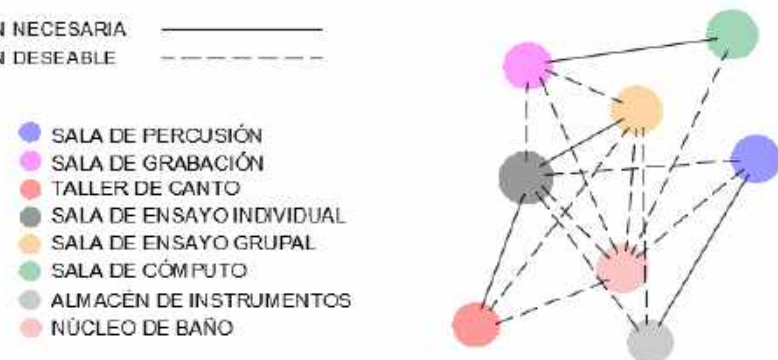 NECESARIA
DESEABLE
SALA DE PERCUSIÓN
SALA DE GRABACIÓN
TALLER DE CANTO
SALA DE ENSAYO INDIVIDUAL
SALA DE ENSAYO GRUPAL
SALA DE CÓMPUTO
ALMACÉN DE INSTRUMENTOS
NÚCLEO DE BAÑO